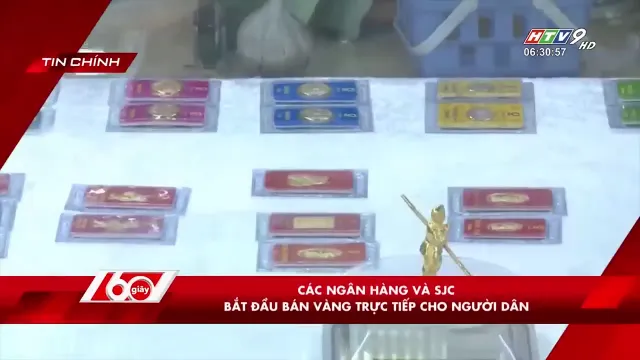 TIN CHÍNH
HTV9 HD
06:30:57
60 giây
CÁC NGÂN HÀNG VÀ SJC
BẮT ĐẦU BÁN VÀNG TRỰC TIẾP CHO NGƯỜI DÂN